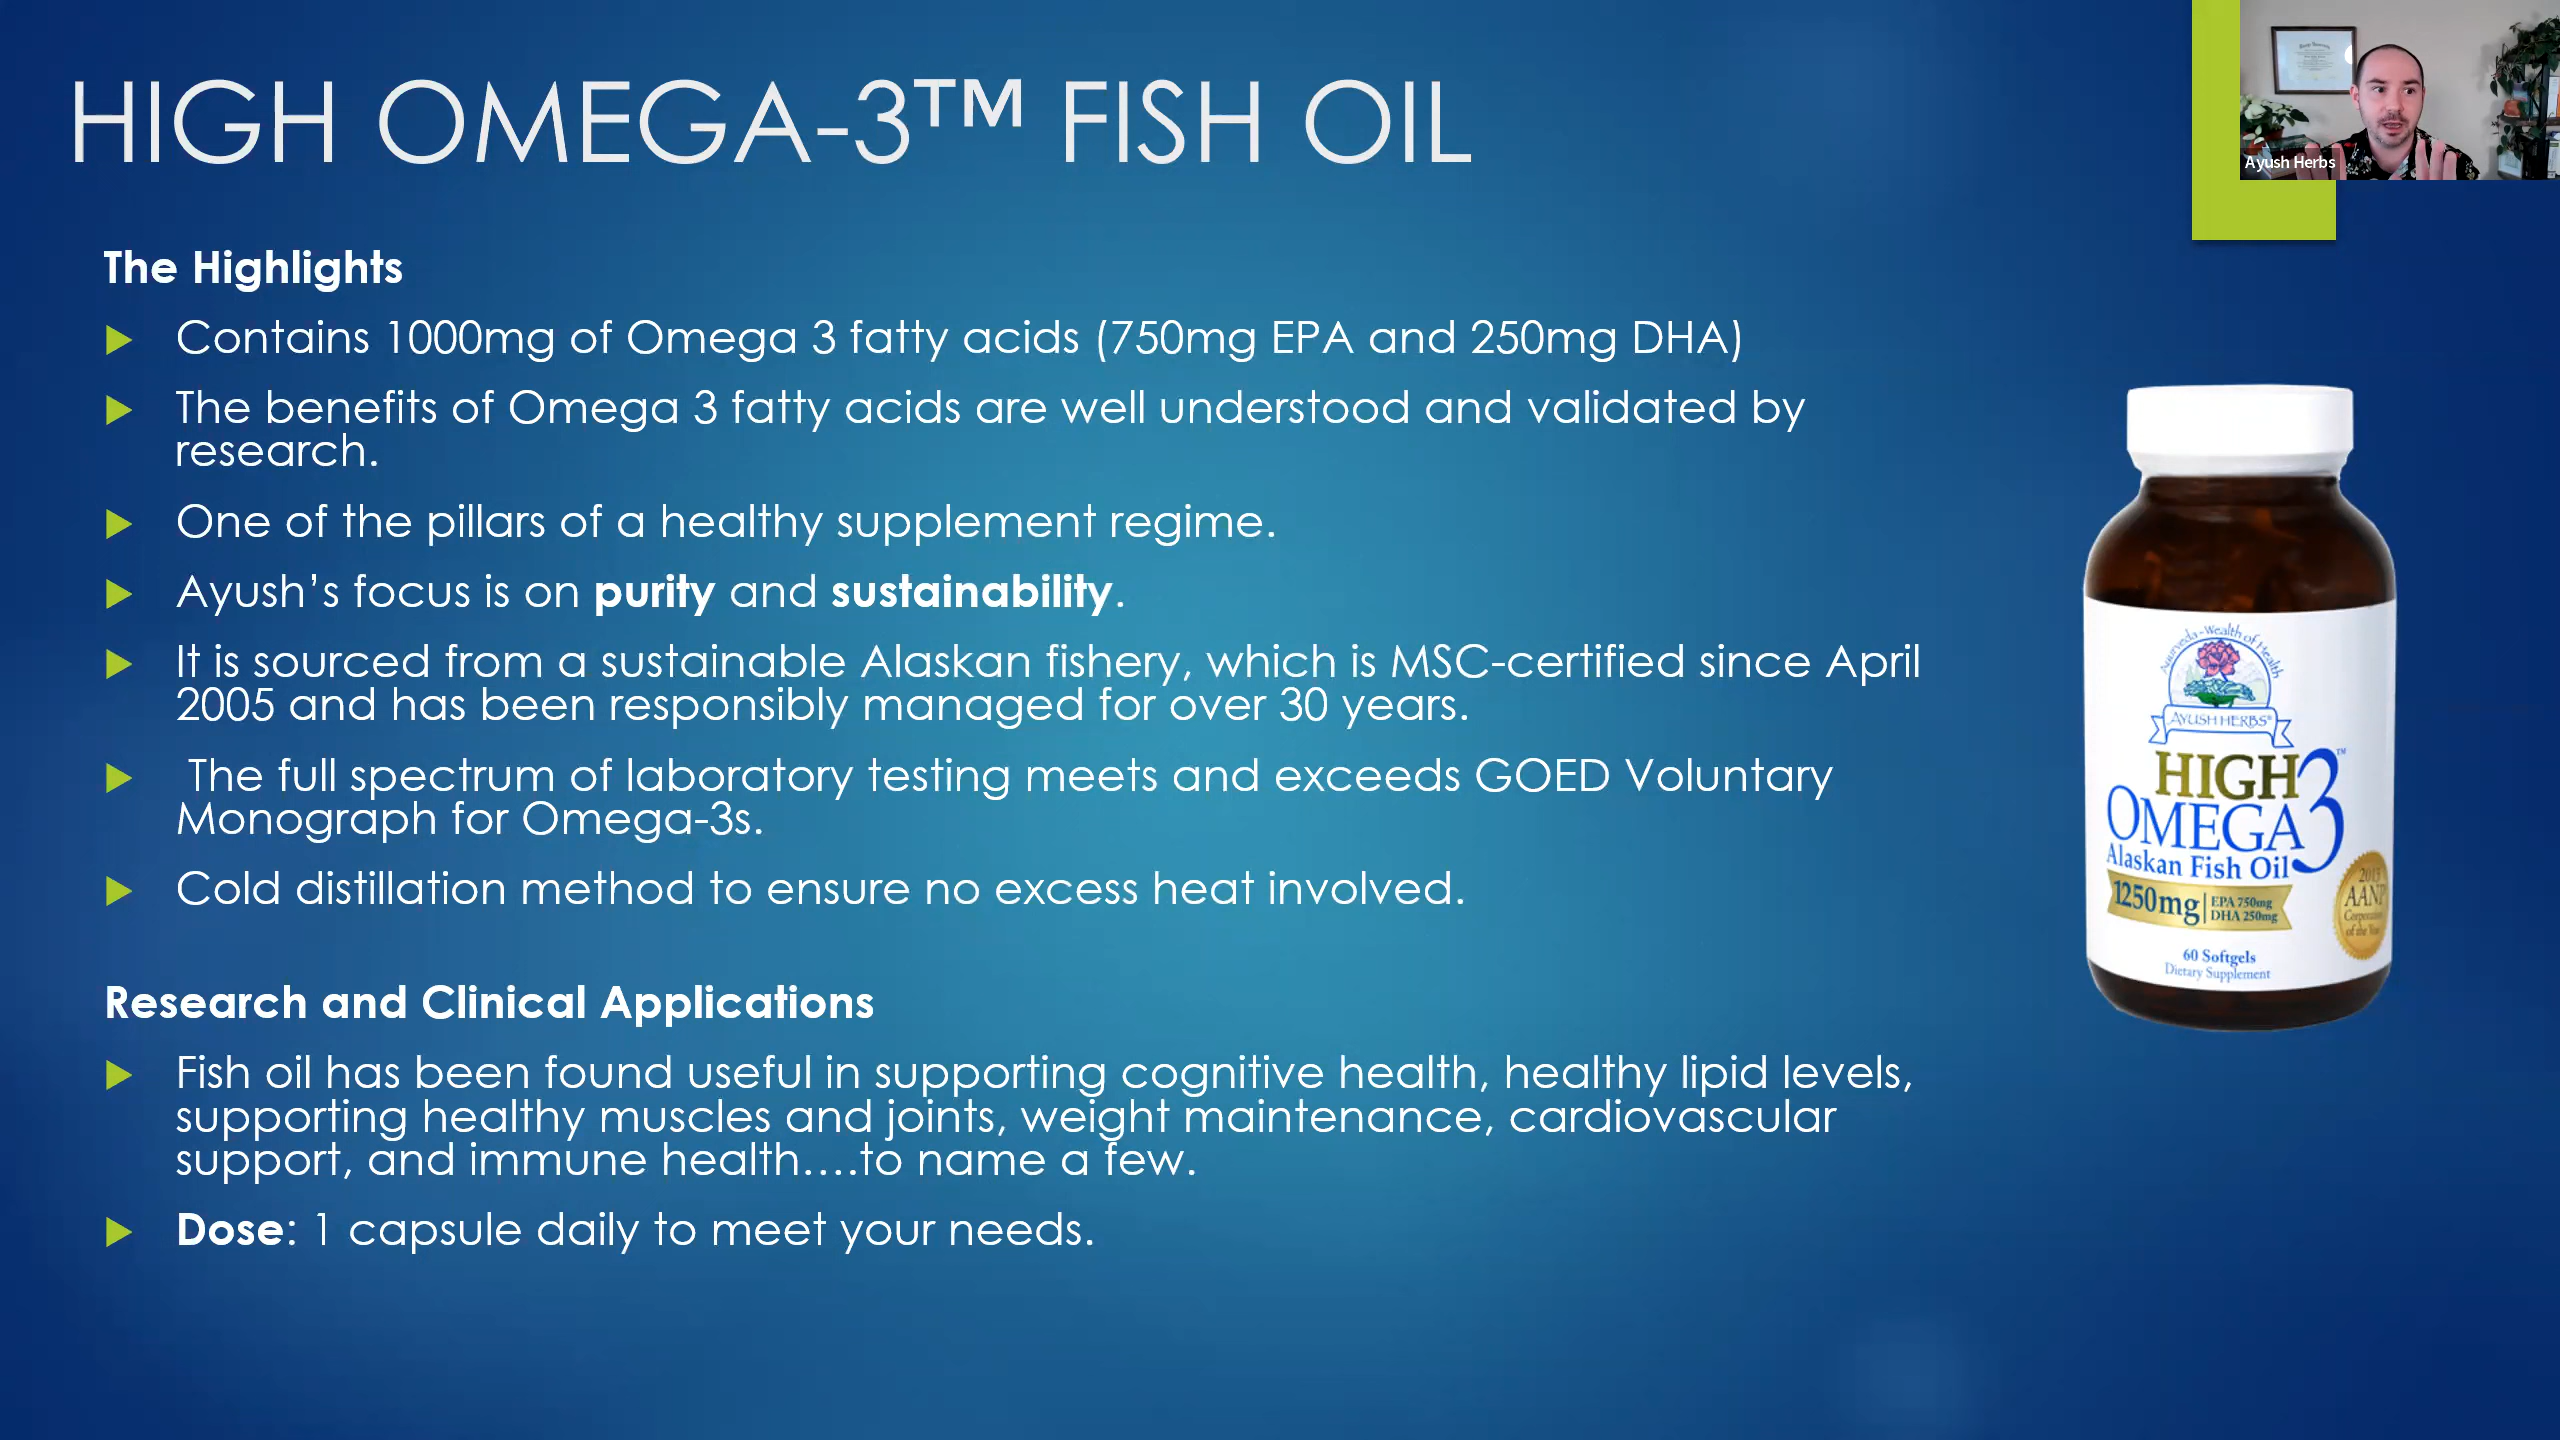 HIGH OMEGA-3™ FISH OIL
Ayush Herbs
The Highlights
Contains 1000mg of Omega 3 fatty acids (750mg EPA and 250mg DHA)
The benefits of Omega 3 fatty acids are well understood and validated by
research.
One of the pillars of a healthy supplement regime.
Ayush’s focus is on purity and sustainability.
It is sourced from a sustainable Alaskan fishery, which is MSC-certified since April
2005 and has been responsibly managed for over 30 years.
The full spectrum of laboratory testing meets and exceeds GOED Voluntary
Monograph for Omega-3s.
Cold distillation method to ensure no excess heat involved.
Research and Clinical Applications
Fish oil has been found useful in supporting cognitive health, healthy lipid levels,
supporting healthy muscles and joints, weight maintenance, cardiovascular
support, and immune health....to name a few.
Dose: 1 capsule daily to meet your needs.
Ayurveda-Wealth of Health
AYUSH HERBS®
HIGH
OMEGA 3™
Alaskan Fish Oil
1250mg
EPA 750mg
DHA 250mg
AANP
of the Year
60 Softgels
Dietary Supplement